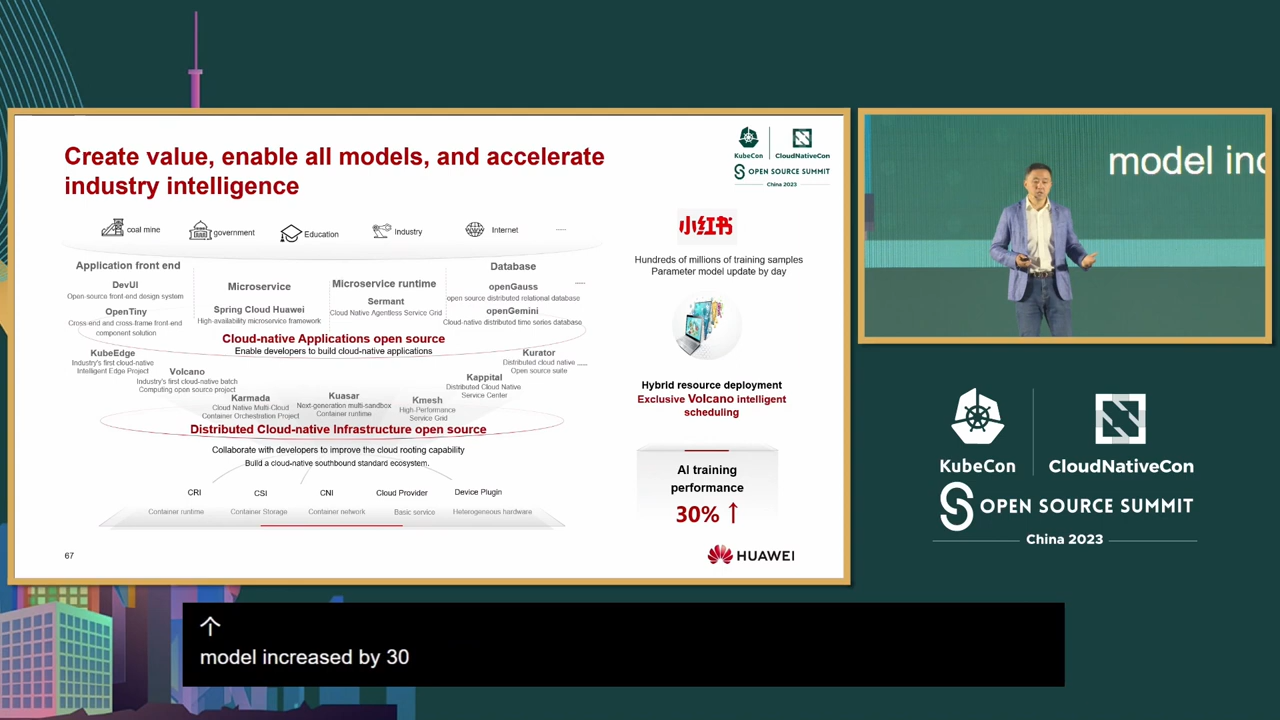 Create value, enable all models, and accelerate
industry intelligence
KubeCon
CloudNativeCon
OPEN SOURCE SUMMIT
China 2023
coal mine
government
Education
Industry
Internet
Application front end
DevUI
Open-source front-end design system
OpenTiny
Cross-end and cross-frame front-end
component solution
Microservice
Spring Cloud Huawei
High-availability microservice framework
Microservice runtime
Sermant
Cloud Native Agentless Service Grid
Database
openGauss
open source distributed relational database
openGemini
Cloud-native distributed time series database
Cloud-native Applications open source
Enable developers to build cloud-native applications
KubeEdge
Industry's first cloud-native
Intelligent Edge Project
Volcano
Industry's first cloud-native batch
Computing open source project
Karmada
Cloud Native Multi-Cloud
Container Orchestration Project
Kuasar
Next-generation multi-sandbox
Container runtime
Kmesh
High-Performance
Service Grid
Kappital
Distributed Cloud Native
Service Center
Kurator
Distributed cloud native
Open source suite
Distributed Cloud-native Infrastructure open source
Collaborate with developers to improve the cloud rooting capability
Build a cloud-native southbound standard ecosystem.
CRI
CSI
CNI
Cloud Provider
Device Plugin
Container runtime
Container Storage
Container network
Basic service
Heterogeneous hardware
67
小红书
Hundreds of millions of training samples
Parameter model update by day
Hybrid resource deployment
Exclusive Volcano intelligent
scheduling
AI training
performance
30% ↑
HUAWEI
model inc
KubeCon
CloudNativeCon
OPEN SOURCE SUMMIT
China 2023
个
model increased by 30